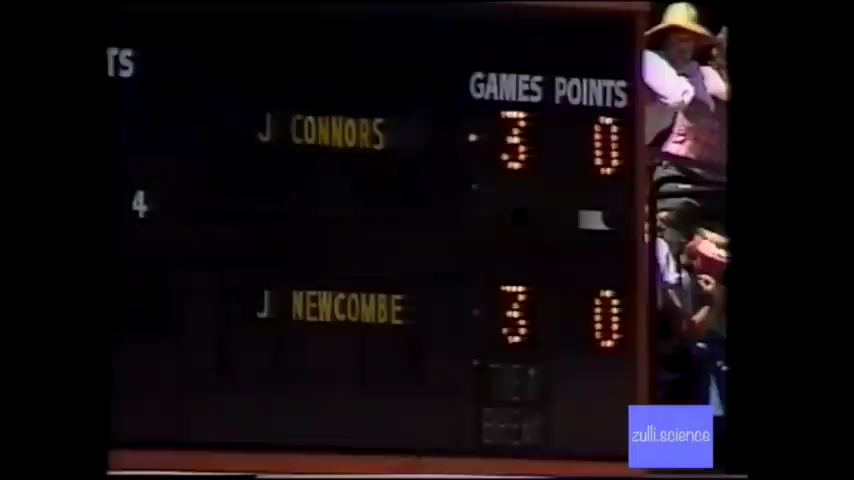 TS
GAMES POINTS
J CONNORS 3 0
4
J NEWCOMBE 3 0
zulli.science